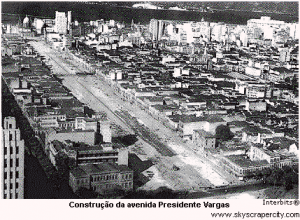 Construção da avenida Presidente Vargas
Interbits®
www.skyscrapercity.com